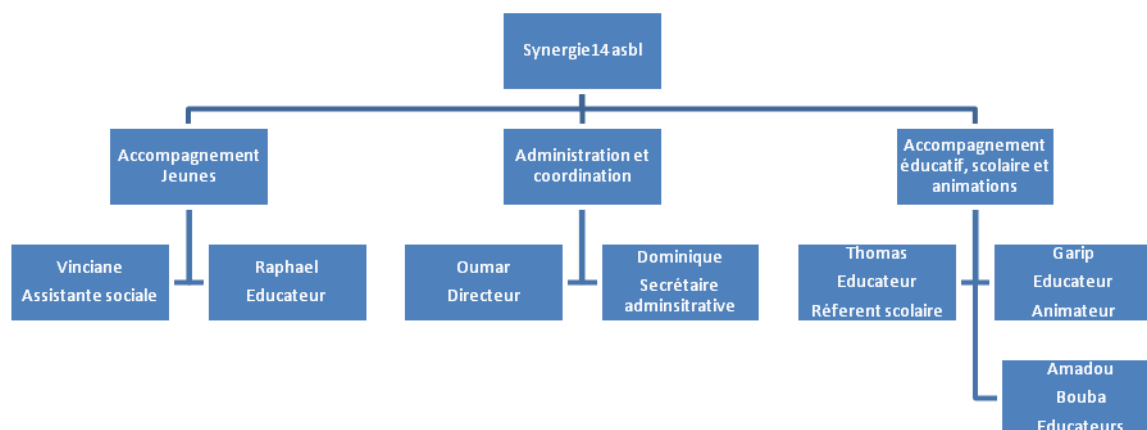 Synergie14 asbl
Accompagnement
Jeunes
Administration et
coordination
Accompagnement
éducatif, scolaire et
animations
Vinciane
Assistante sociale
Raphael
Educateur
Oumar
Directeur
Dominique
Secrétaire
adminsitrative
Thomas
Educateur
Réferent scolaire
Garip
Educateur
Animateur
Amadou
Bouba
Educateurs